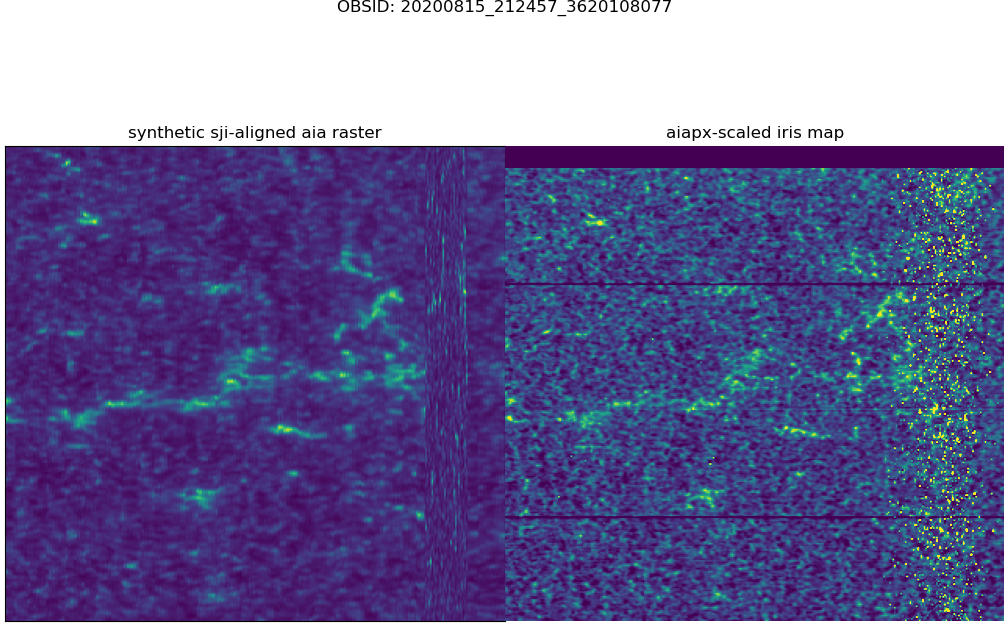 OBSID: 20200815_212457_3620108077
synthetic sji-aligned aia raster
aiapx-scaled iris map